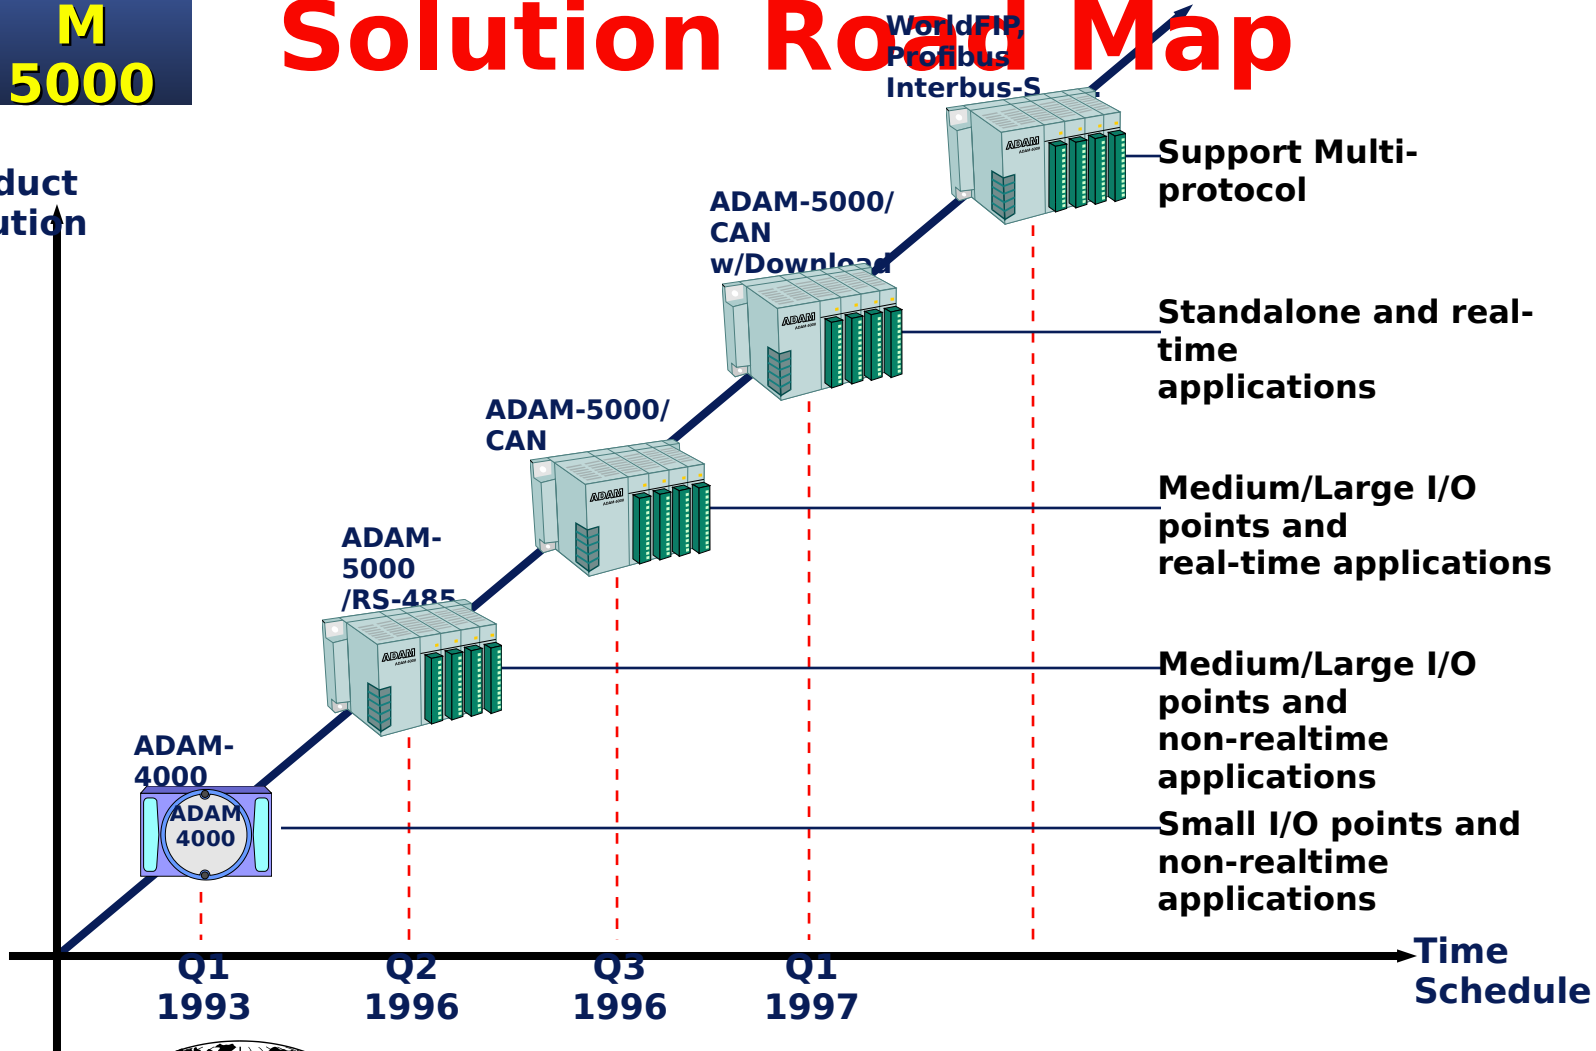 M
5000
Solution Road Map
WorldFIP,
Profibus
Interbus-S
Support Multi-
protocol
duct
ution
ADAM-5000/
CAN
w/Download
ADAM
Standalone and real-
time
applications
ADAM
ADAM-5000/
CAN
Medium/Large I/O
points and
real-time applications
ADAM
ADAM-
5000
/RS-485
Medium/Large I/O
points and
non-realtime
applications
ADAM
ADAM-
4000
ADAM
4000
Small I/O points and
non-realtime
applications
Time
Schedule
Q1
1993
Q2
1996
Q3
1996
Q1
1997